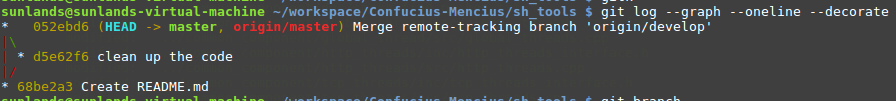 sunlands@sunlands-virtual-machine ~/workspace/Confucius-Mencius/sh_tools $ git log --graph --oneline --decorate
*   052ebd6 (HEAD -> master, origin/master) Merge remote-tracking branch 'origin/develop'
|\
| * d5e62f6 clean up the code
|/
* 68be2a3 Create README.md
sunlands@sunlands-virtual-machine ~/workspace/Confucius-Mencius/sh_tools $ git branch